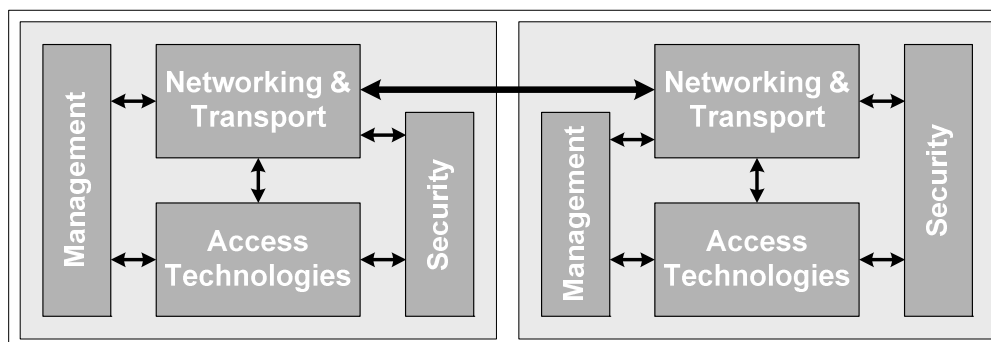 Management
Networking &
Transport
Access
Technologies
Security
Management
Networking &
Transport
Access
Technologies
Security